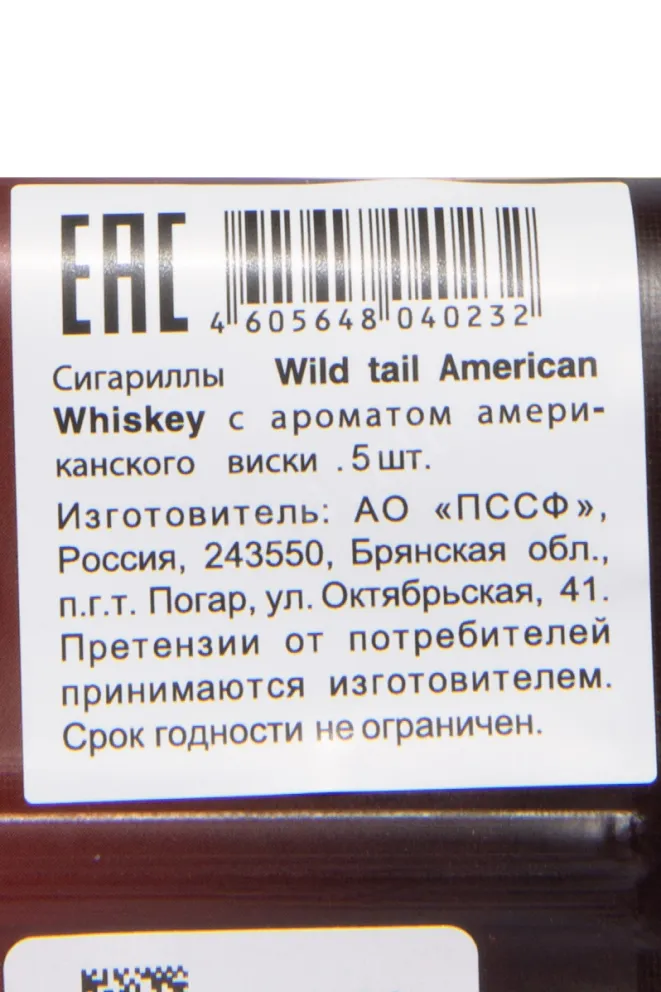 ЕАС
4 605648 040232
Сигариллы Wild tail American
Whiskey с ароматом амери-
канского виски . 5 шт.
Изготовитель: АО «ПССФ»,
Россия, 243550, Брянская обл.,
п.г.т. Погар, ул. Октябрьская, 41.
Претензии от потребителей
принимаются изготовителем.
Срок годности не ограничен.